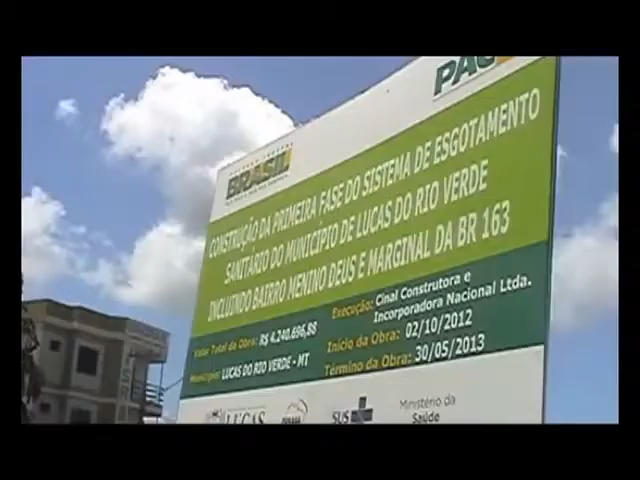 PAC
BRASIL
CONSTRUÇÃO DA PRIMEIRA FASE DO SISTEMA DE ESGOTAMENTO
SANITÁRIO DO MUNICÍPIO DE LUCAS DO RIO VERDE
INCLUINDO BAIRRO MENINO DEUS E MARGINAL DA BR 163
Valor Total da Obra: R$ 4.240.696,88
Município: LUCAS DO RIO VERDE - MT
Execução: Cinal Construtora e
Incorporadora Nacional Ltda.
Início da Obra: 02/10/2012
Término da Obra: 30/05/2013
LUCAS
SUS
Ministério da
Saúde